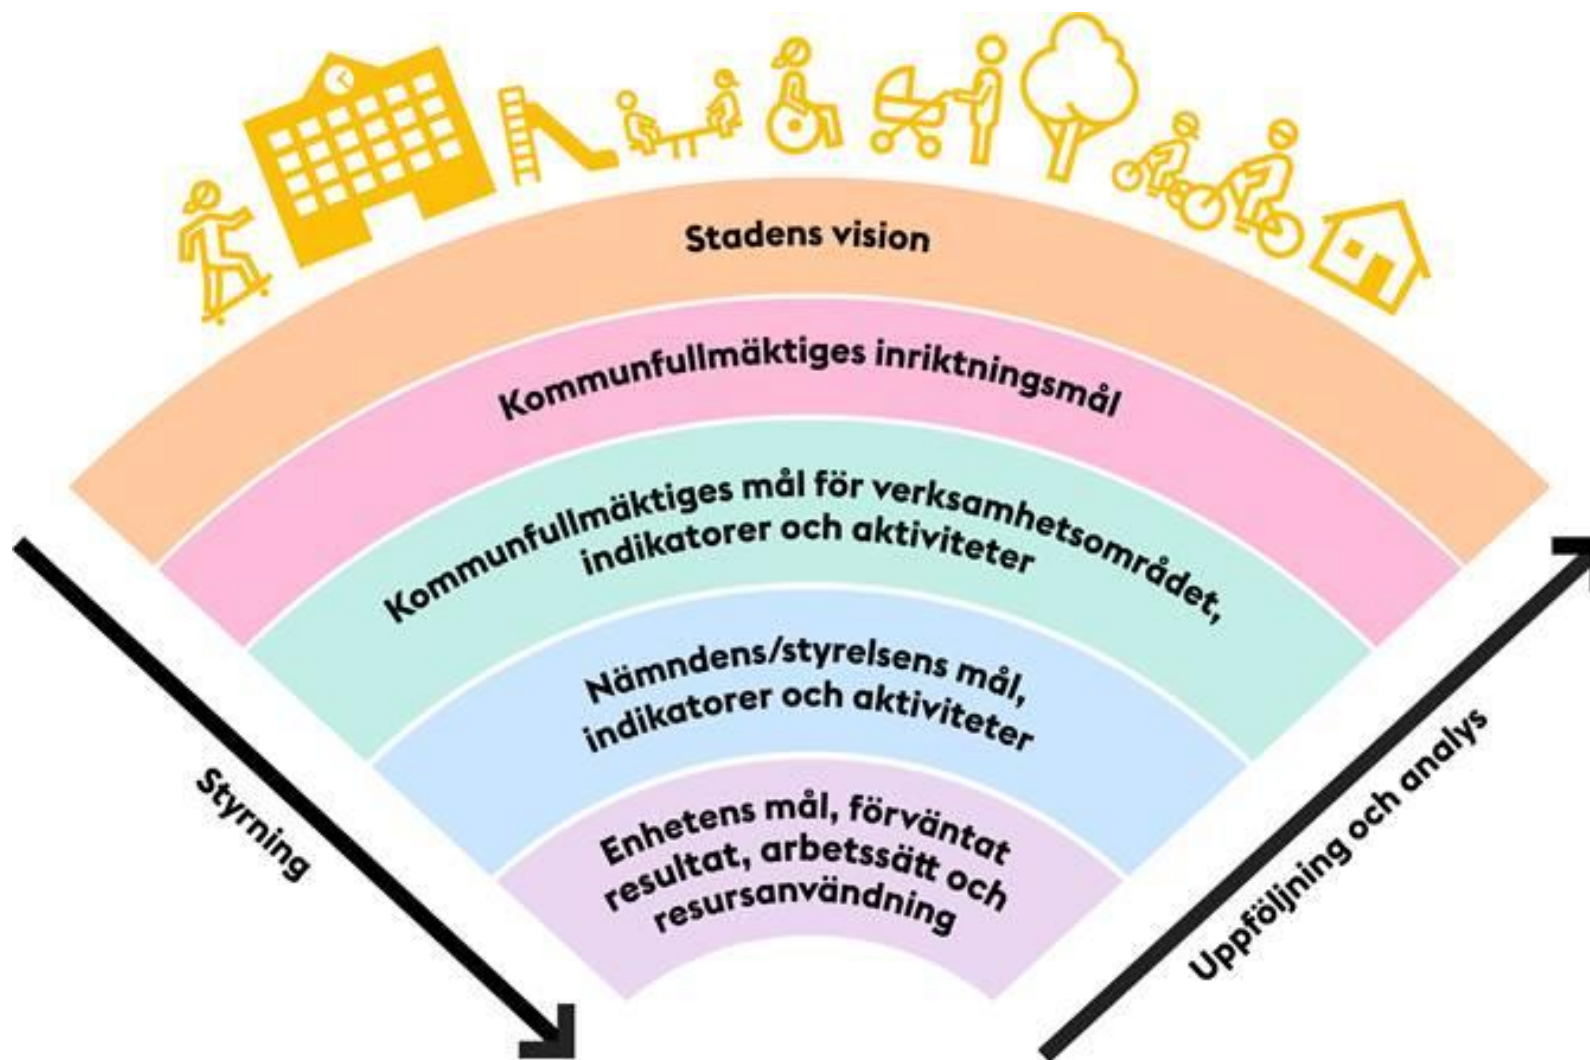 Stadens vision
Kommunfullmäktiges inriktningsmål
Kommunfullmäktiges mål för verksamhetsområdet,
indikatorer och aktiviteter
Nämndens/styrelsens mål,
indikatorer och aktiviteter
Enhetens mål, förväntat
resultat, arbetssätt och
resursanvändning
Styrning
Uppföljning och analys